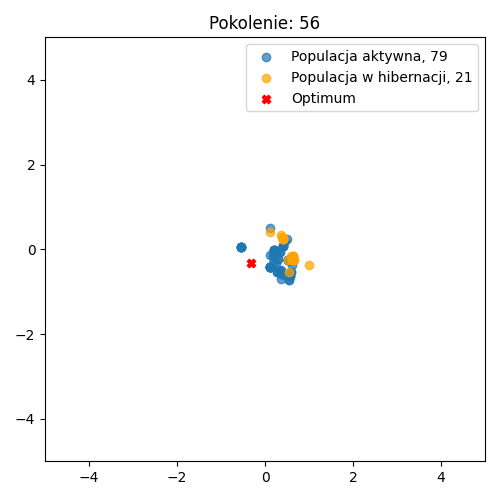 Pokolenie: 56
Populacja aktywna, 79
Populacja w hibernacji, 21
Optimum
4
2
0
−2
−4
−4
−2
0
2
4